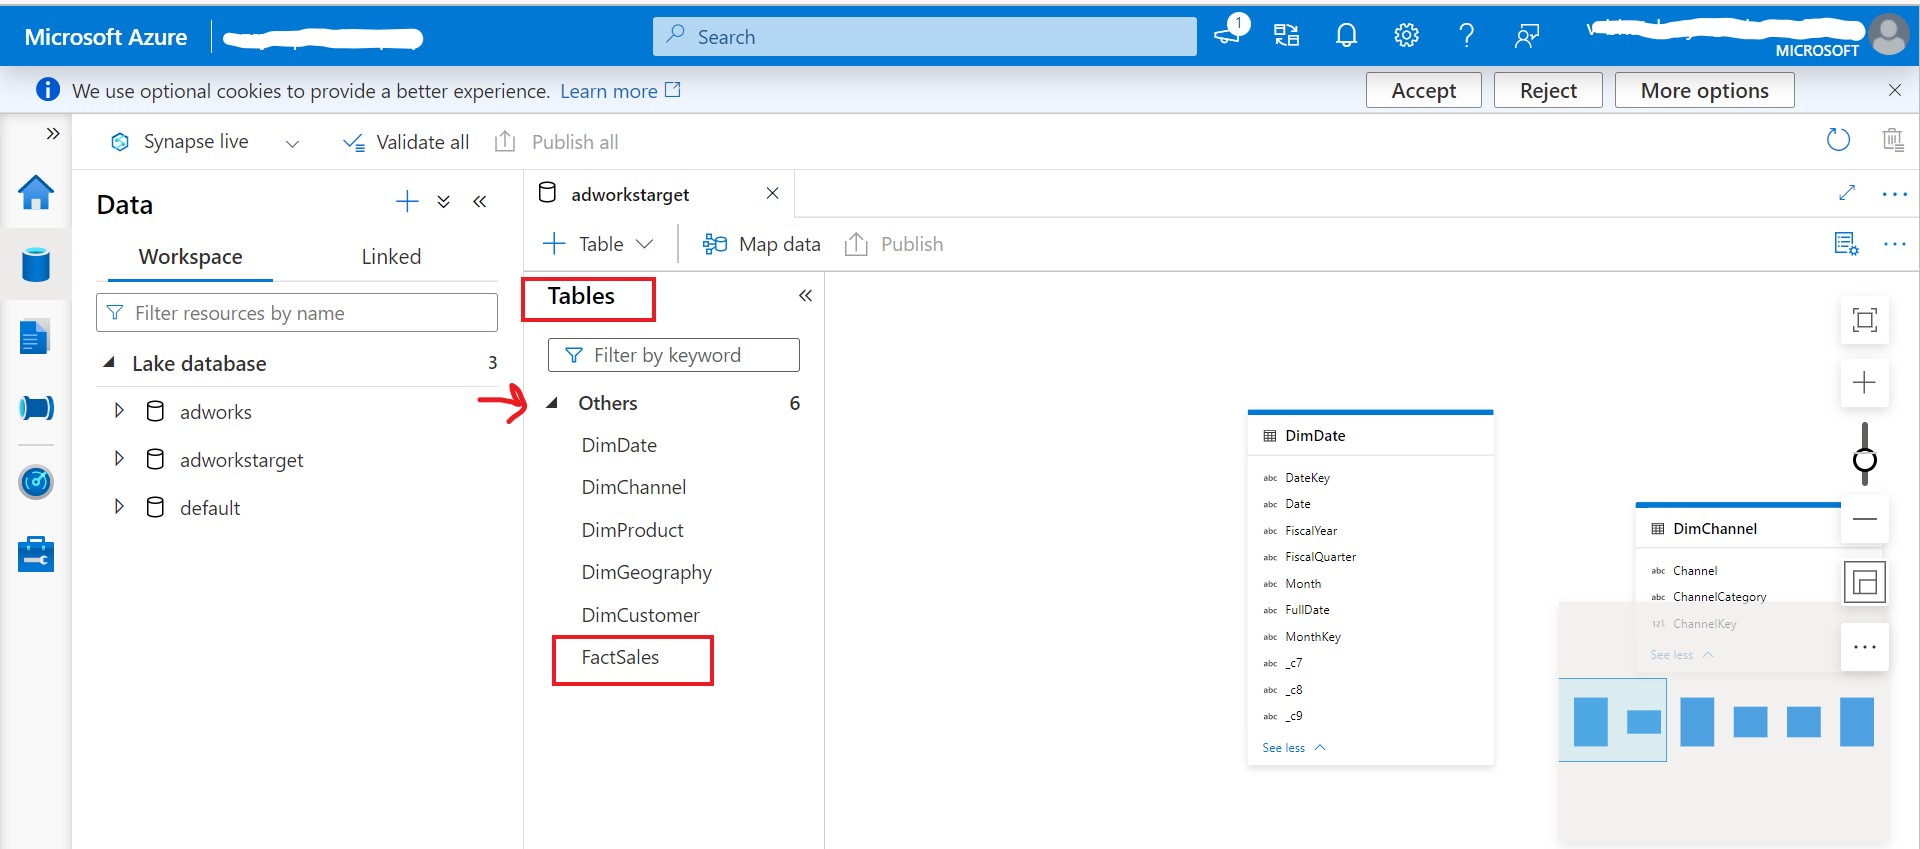 Microsoft Azure
Search
1
MICROSOFT
We use optional cookies to provide a better experience. Learn more
Accept
Reject
More options
Synapse live
Validate all
Publish all
Data
Workspace
Linked
Filter resources by name
Lake database 3
adworks
adworkstarget
default
adworkstarget
Table
Map data
Publish
Tables
Filter by keyword
Others 6
DimDate
DimChannel
DimProduct
DimGeography
DimCustomer
FactSales
DimDate
abc DateKey
abc Date
abc FiscalYear
abc FiscalQuarter
abc Month
abc FullDate
abc MonthKey
abc _c7
abc _c8
abc _c9
See less
DimChannel
abc Channel
abc ChannelCategory
12l ChannelKey
See less